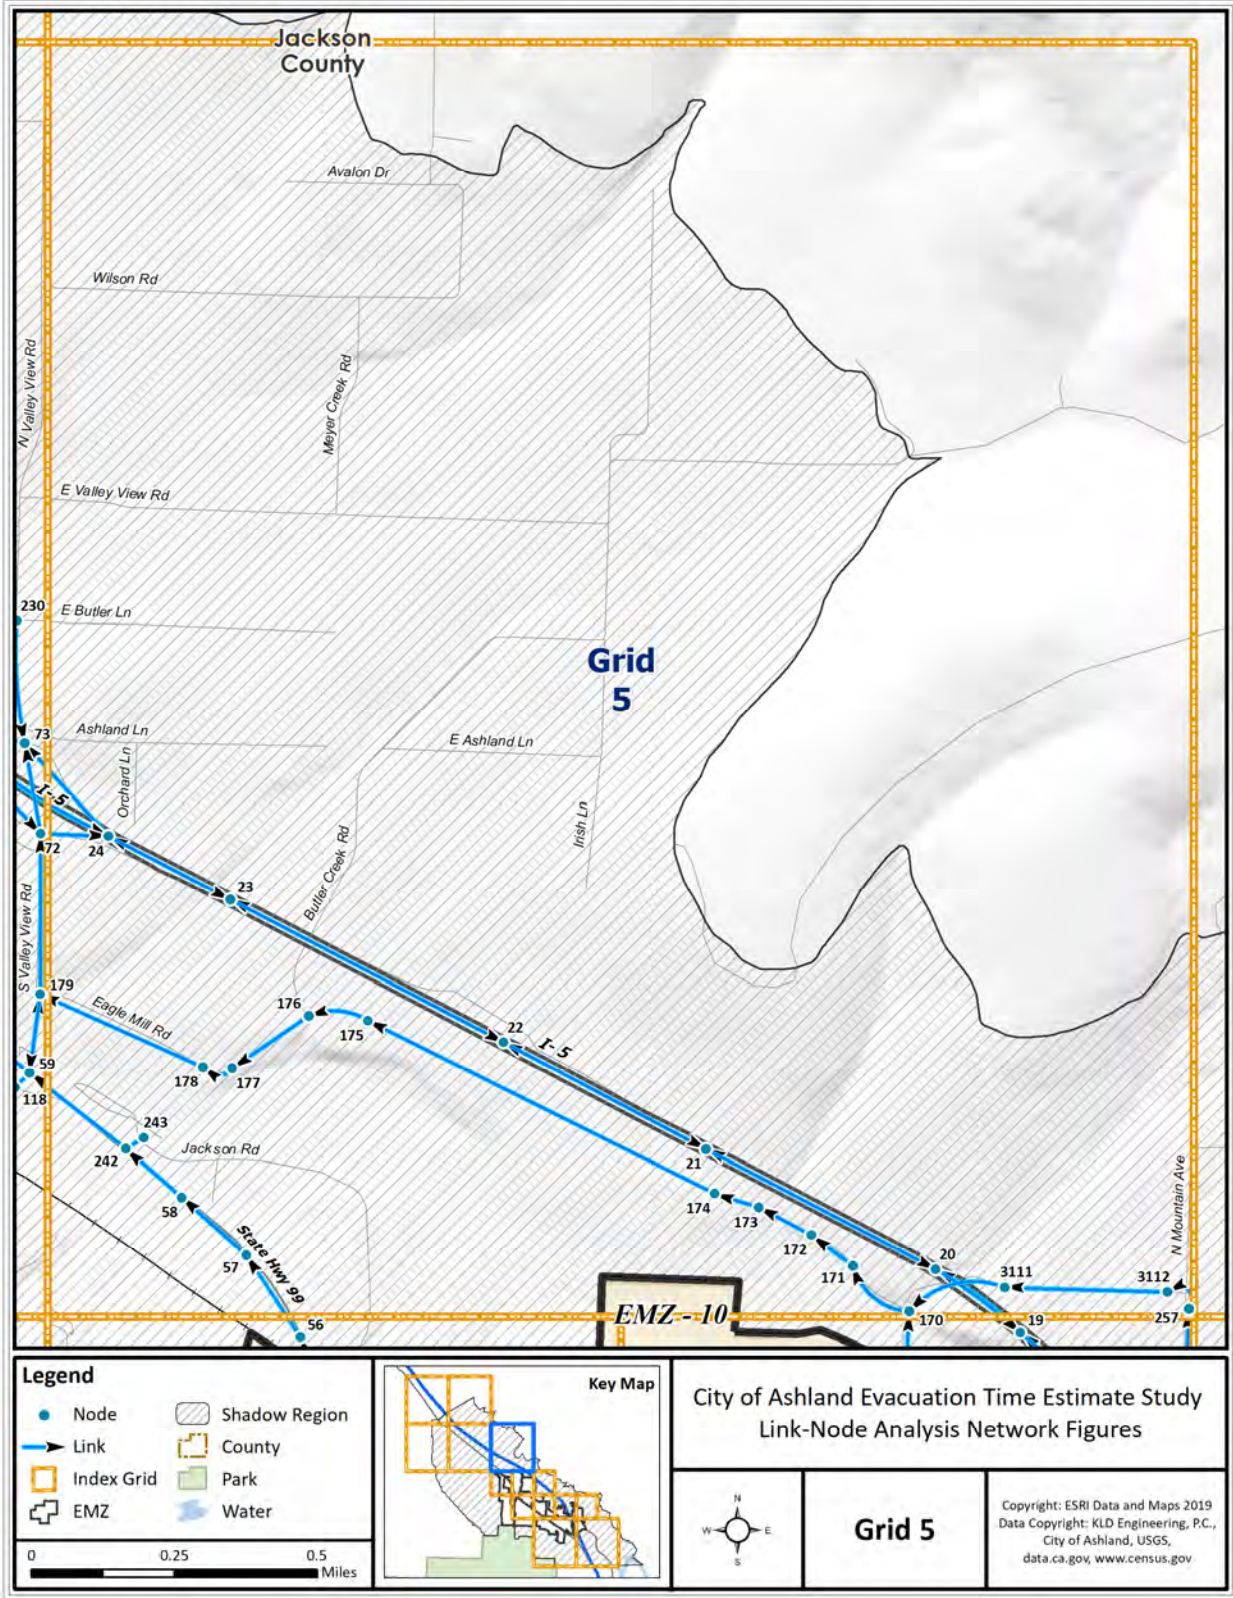 Jackson
County
Avalon Dr
Wilson Rd
N Valley View Rd
Meyer Creek Rd
E Valley View Rd
230
E Butler Ln
Grid
5
73
Ashland Ln
E Ashland Ln
Orchard Ln
I-5
Irish Ln
72
24
Butler Creek Rd
23
S Valley View Rd
179
Eagle Mill Rd
176
175
22
I-5
59
178
177
118
243
242
Jackson Rd
21
N Mountain Ave
58
174
173
172
State Hwy 99
57
171
20
3111
3112
EMZ - 10
170
257
56
19
Legend
Node
Link
Index Grid
EMZ
Shadow Region
County
Park
Water
0 0.25 0.5
Miles
Key Map
City of Ashland Evacuation Time Estimate Study
Link-Node Analysis Network Figures
N
W E
S
Grid 5
Copyright: ESRI Data and Maps 2019
Data Copyright: KLD Engineering, P.C.,
City of Ashland, USGS,
data.ca.gov, www.census.gov